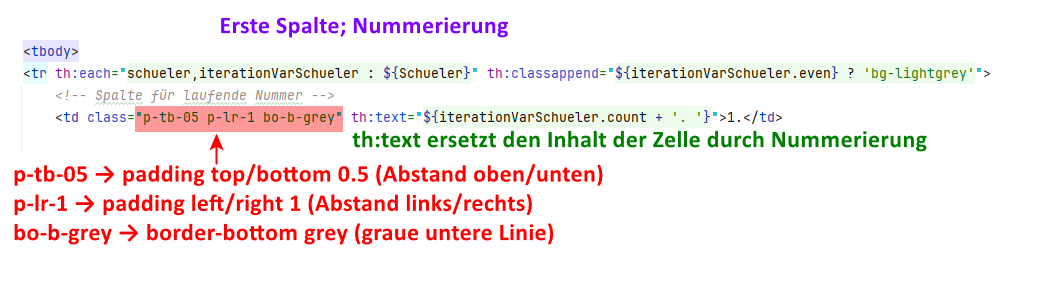 Erste Spalte; Nummerierung
<tbody>
<tr th:each="schueler,iterationVarSchueler : ${Schueler}" th:classappend="${iterationVarSchueler.even} ? 'bg-lightgrey'">
<!-- Spalte für laufende Nummer -->
<td class="p-tb-05 p-lr-1 bo-b-grey" th:text="${iterationVarSchueler.count + '. '}">1.</td>
th:text ersetzt den Inhalt der Zelle durch Nummerierung
p-tb-05 → padding top/bottom 0.5 (Abstand oben/unten)
p-lr-1 → padding left/right 1 (Abstand links/rechts)
bo-b-grey → border-bottom grey (graue untere Linie)